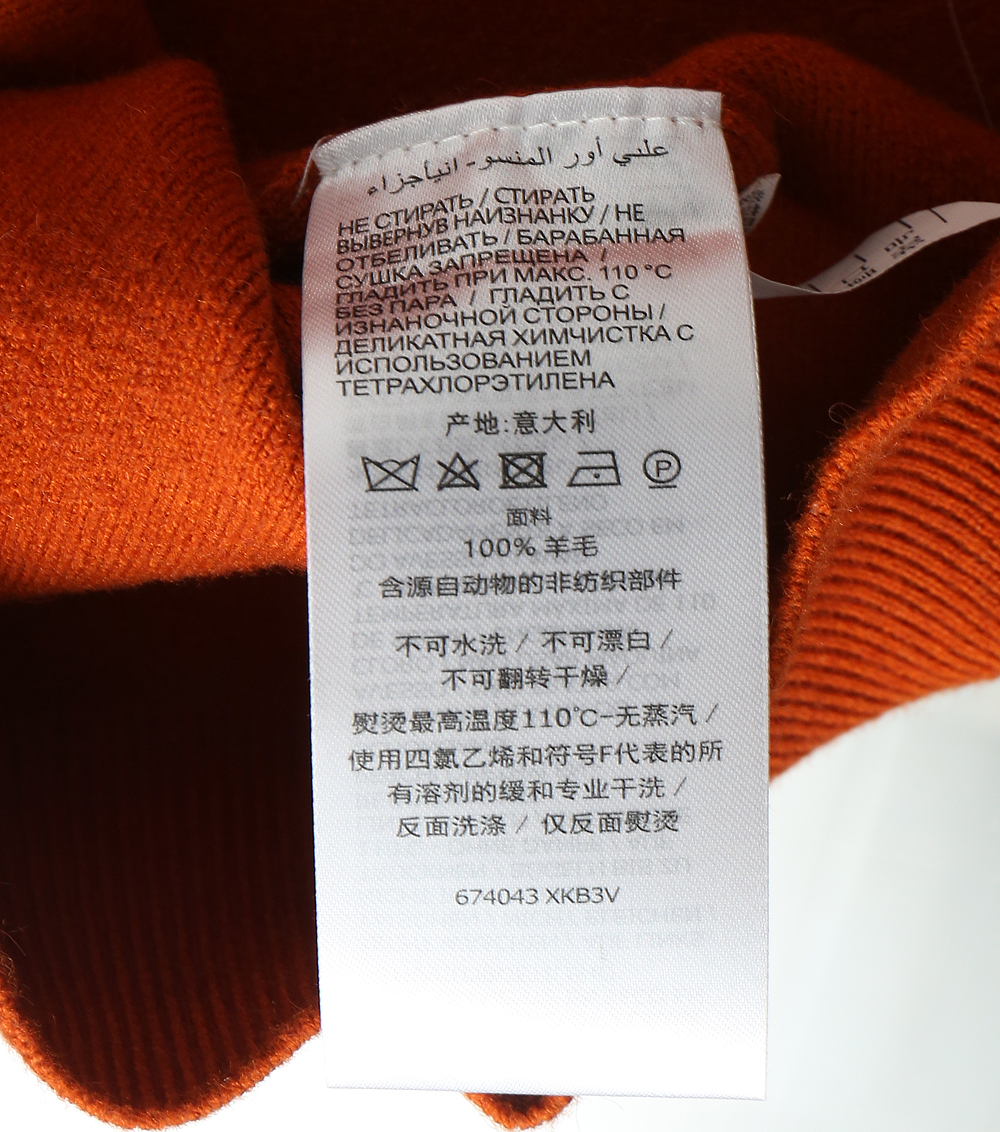 НЕ СТИРАТЬ / СТИРАТЬ
ВЫВЕРНУВ НАИЗНАНКУ / НЕ
ОТБЕЛИВАТЬ / БАРАБАННАЯ
СУШКА ЗАПРЕЩЕНА /
ГЛАДИТЬ ПРИ МАКС. 110 °C
БЕЗ ПАРА / ГЛАДИТЬ С
ИЗНАНОЧНОЙ СТОРОНЫ /
ДЕЛИКАТНАЯ ХИМЧИСТКА С
ИСПОЛЬЗОВАНИЕМ
ТЕТРАХЛОРЭТИЛЕНА
产地:意大利
P
面料
100% 羊毛
含源自动物的非纺织部件
不可水洗 / 不可漂白 /
不可翻转干燥 /
熨烫最高温度110℃-无蒸汽 /
使用四氯乙烯和符号F代表的所
有溶剂的缓和专业干洗 /
反面洗涤 / 仅反面熨烫
674043 XKB3V